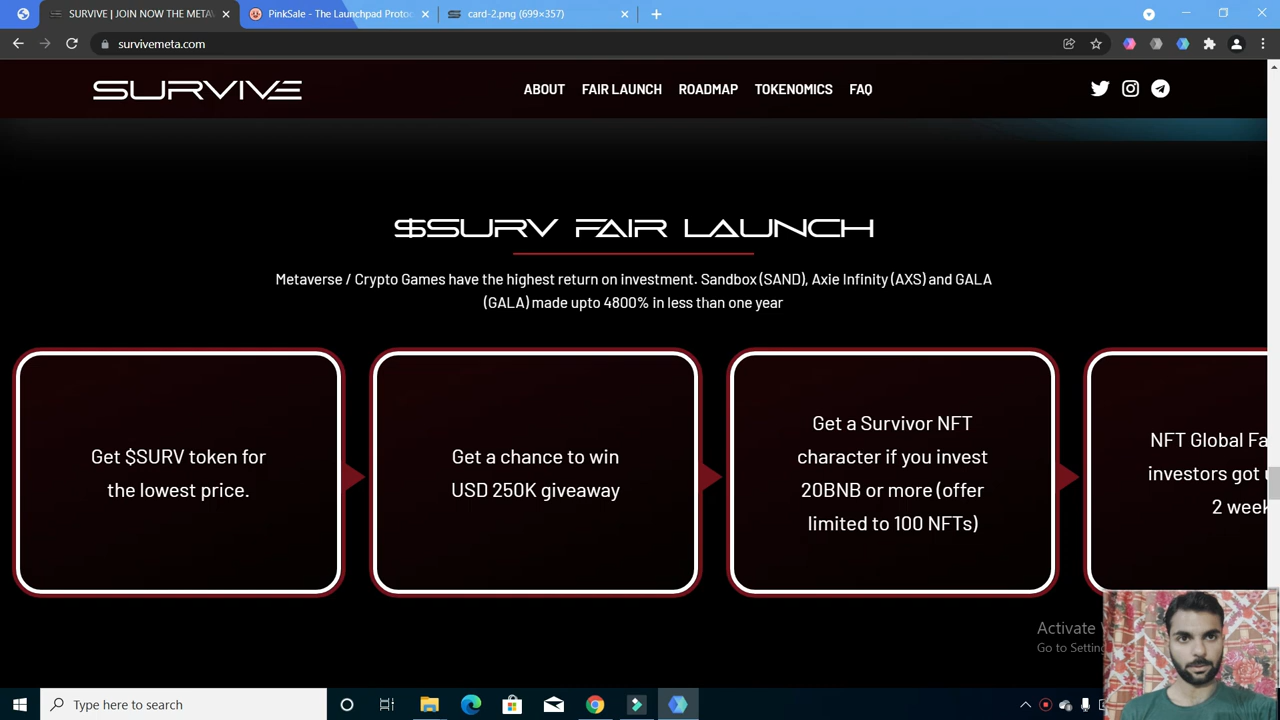 SURVIVE | JOIN NOW THE META
PinkSale - The Launchpad Protoc
card-2.png (699×357)
survivemeta.com
SURVIVE
ABOUT
FAIR LAUNCH
ROADMAP
TOKENOMICS
FAQ
$SURV FAIR LAUNCH
Metaverse / Crypto Games have the highest return on investment. Sandbox (SAND), Axie Infinity (AXS) and GALA
(GALA) made upto 4800% in less than one year
Get $SURV token for
the lowest price.
Get a chance to win
USD 250K giveaway
Get a Survivor NFT
character if you invest
20BNB or more (offer
limited to 100 NFTs)
NFT Global Fa
investors got
2 week
Activate
Go to Setting
Type here to search